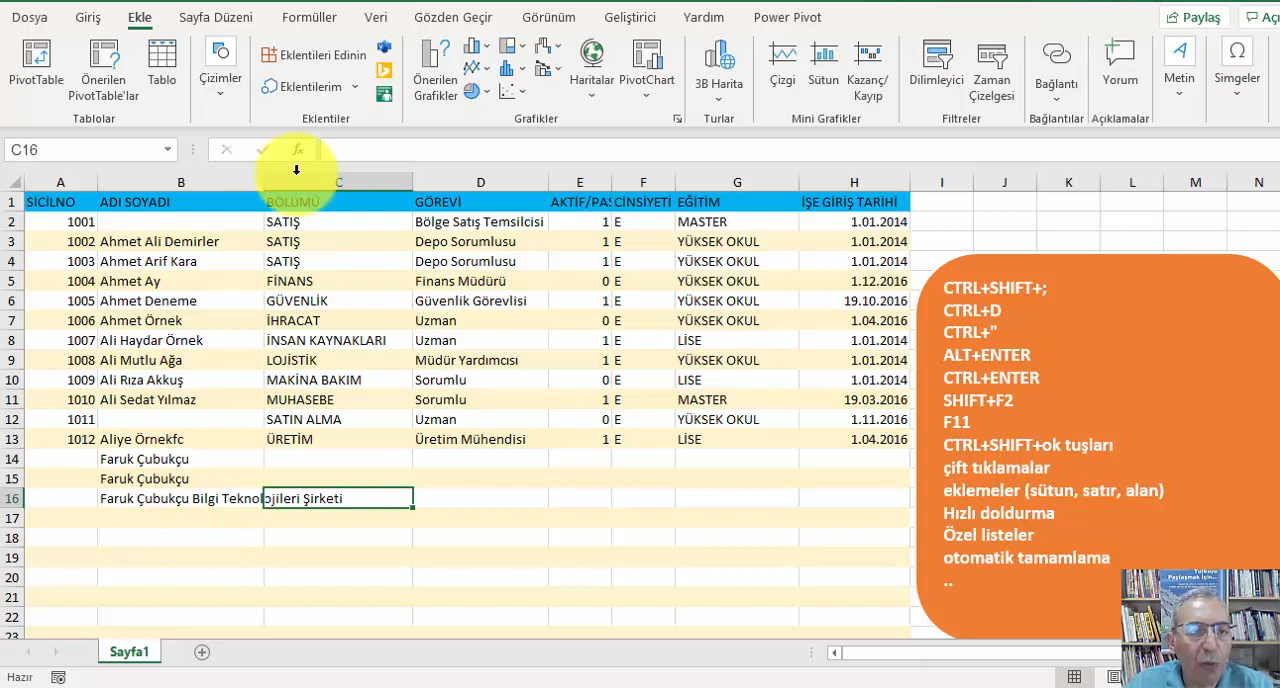 Dosya Giriş Ekle Sayfa Düzeni Formüller Veri Gözden Geçir Görünüm Geliştirici Yardım Power Pivot Paylaş
PivotTable Önerilen PivotTable'lar Tablo Çizimler Eklentileri Edinin Eklentilerim Önerilen Grafikler Haritalar PivotChart 3B Harita Çizgi Sütun Kazanç/ Kayıp Dilimleyici Zaman Çizelgesi Bağlantı Yorum Metin Simgeler
Tablolar Eklentiler Grafikler Turlar Mini Grafikler Filtreler Bağlantılar Açıklamalar
C16 fx
A B C D E F G H I J K L M N
1 SİCİLNO ADI SOYADI BÖLÜMÜ GÖREVİ AKTİF/PAS CİNSİYETİ EĞİTİM İŞE GİRİŞ TARİHİ
2 1001 SATIŞ Bölge Satış Temsilcisi 1 E MASTER 1.01.2014
3 1002 Ahmet Ali Demirler SATIŞ Depo Sorumlusu 1 E YÜKSEK OKUL 1.01.2014
4 1003 Ahmet Arif Kara SATIŞ Depo Sorumlusu 1 E YÜKSEK OKUL 1.01.2014
5 1004 Ahmet Ay FİNANS Finans Müdürü 0 E YÜKSEK OKUL 1.12.2016
6 1005 Ahmet Deneme GÜVENLİK Güvenlik Görevlisi 1 E YÜKSEK OKUL 19.10.2016
7 1006 Ahmet Örnek İHRACAT Uzman 0 E YÜKSEK OKUL 1.04.2016
8 1007 Ali Haydar Örnek İNSAN KAYNAKLARI Uzman 1 E LİSE 1.01.2014
9 1008 Ali Mutlu Ağa LOJİSTİK Müdür Yardımcısı 1 E YÜKSEK OKUL 1.01.2014
10 1009 Ali Rıza Akkuş MAKİNA BAKIM Sorumlu 0 E LISE 1.01.2014
11 1010 Ali Sedat Yılmaz MUHASEBE Sorumlu 1 E MASTER 19.03.2016
12 1011 SATIN ALMA Uzman 0 E YÜKSEK OKUL 1.11.2016
13 1012 Aliye Örnekfc ÜRETİM Üretim Mühendisi 1 E LİSE 1.04.2016
14 Faruk Çubukçu
15 Faruk Çubukçu
16 Faruk Çubukçu Bilgi Teknolojileri Şirketi
17
18
19
20
21
22
23
CTRL+SHIFT+;
CTRL+D
CTRL+"
ALT+ENTER
CTRL+ENTER
SHIFT+F2
F11
CTRL+SHIFT+ok tuşları
çift tıklamalar
eklemeler (sütun, satır, alan)
Hızlı doldurma
Özel listeler
otomatik tamamlama
..
Paylaşmak İçin...
Sayfa1
Hazır